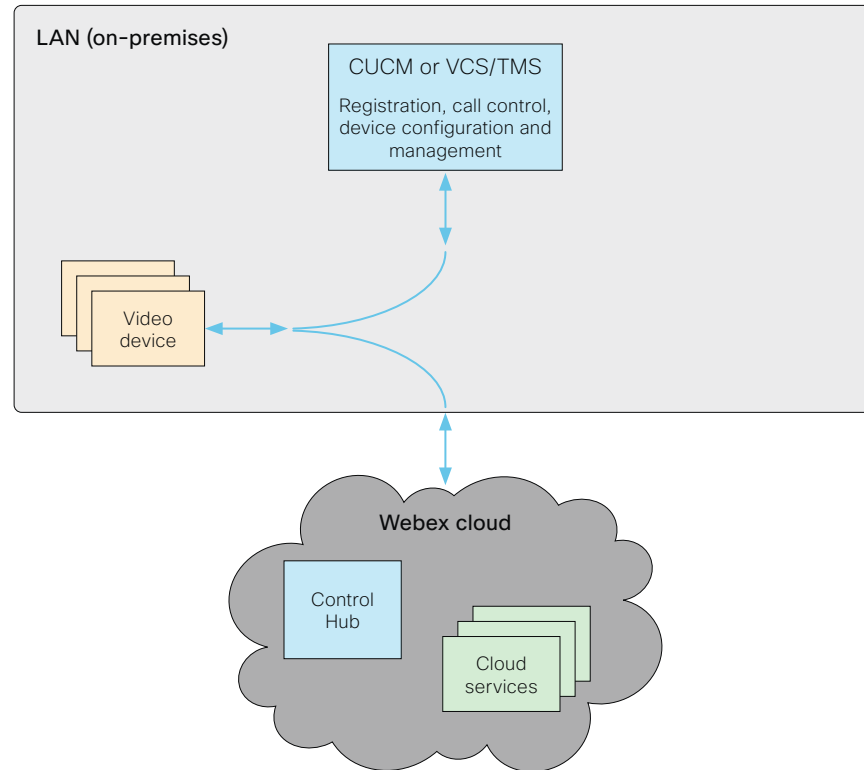 LAN (on-premises)
CUCM or VCS/TMS
Registration, call control,
device configuration and
management
Video
device
Webex cloud
Control
Hub
Cloud
services